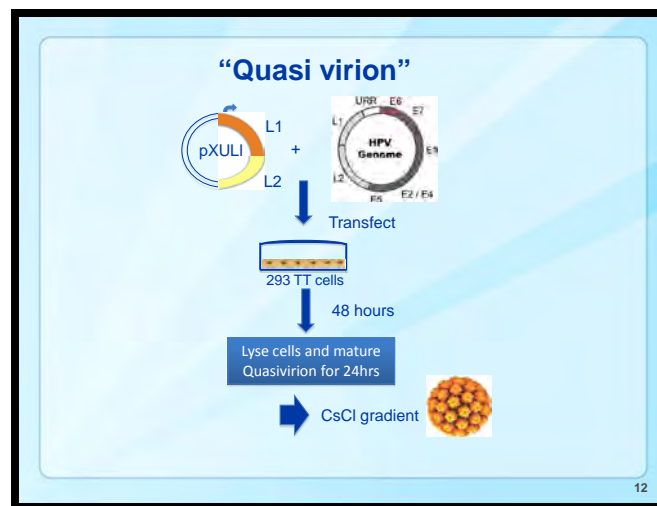 “Quasi virion”
URR E6
E7
L1
L1
pXULI
+
HPV
Genome
E1
L2
L2
E5
E2 / E4
Transfect
293 TT cells
48 hours
Lyse cells and mature
Quasivirion for 24hrs
CsCl gradient
12